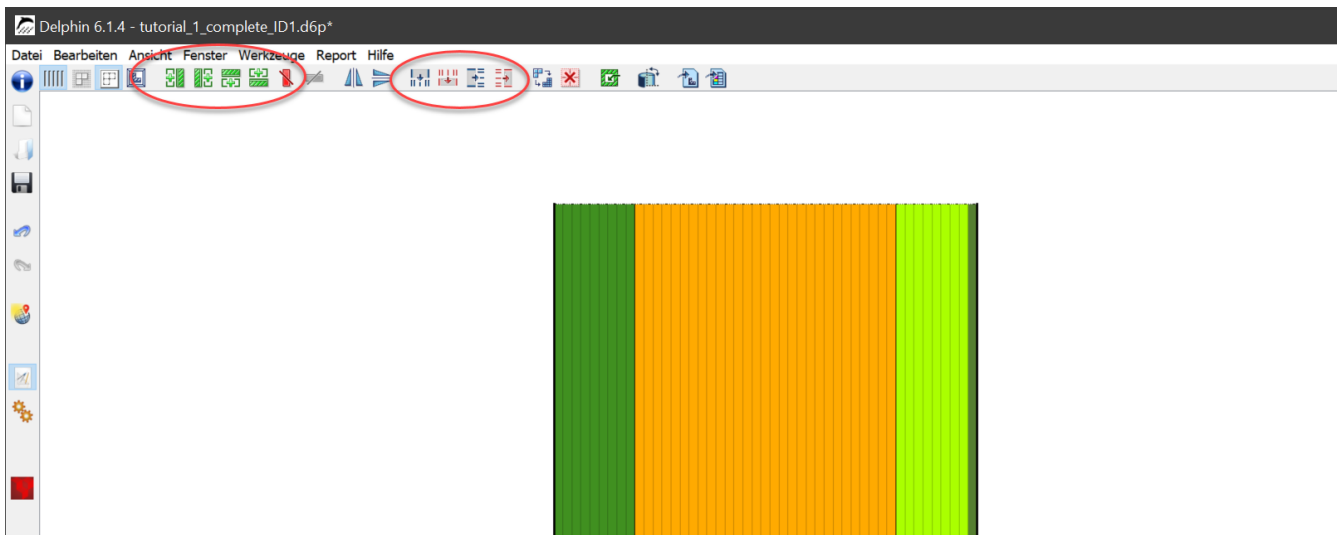 Delphin 6.1.4 - tutorial_1_complete_ID1.d6p*
Datei Bearbeiten Ansicht Fenster Werkzeuge Report Hilfe